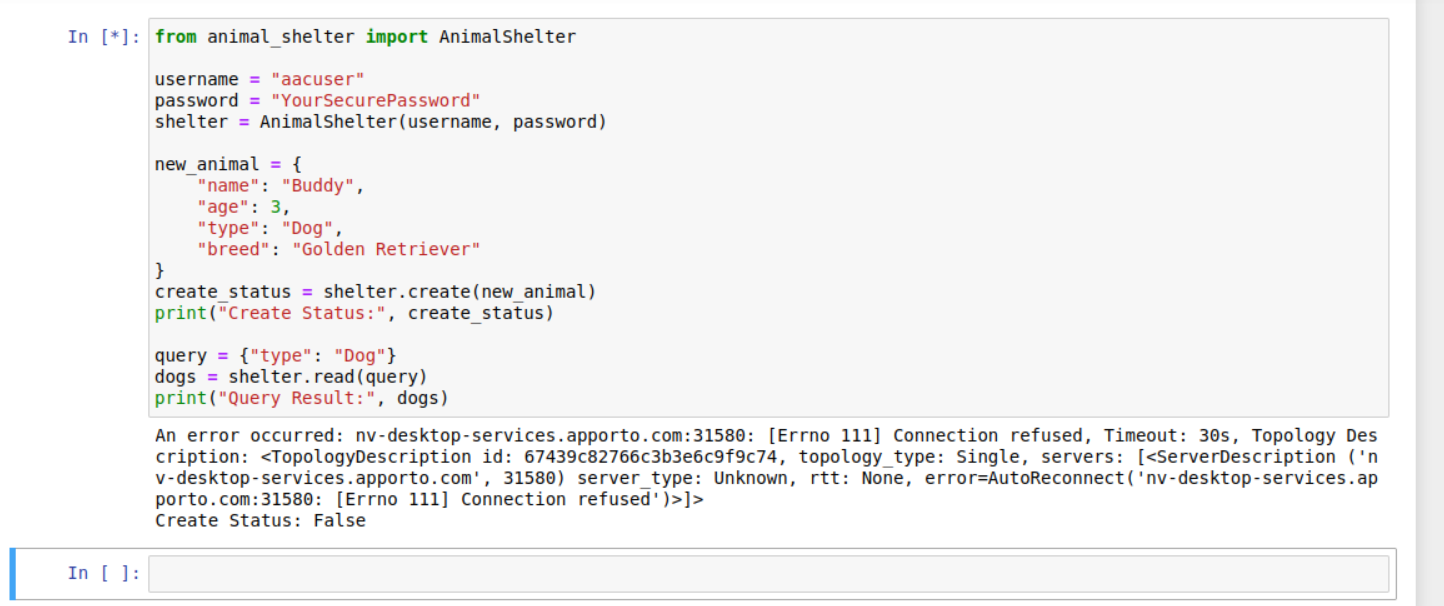 In [*]: from animal_shelter import AnimalShelter
username = "aacuser"
password = "YourSecurePassword"
shelter = AnimalShelter(username, password)
new_animal = {
    "name": "Buddy",
    "age": 3,
    "type": "Dog",
    "breed": "Golden Retriever"
}
create_status = shelter.create(new_animal)
print("Create Status:", create_status)
query = {"type": "Dog"}
dogs = shelter.read(query)
print("Query Result:", dogs)
An error occurred: nv-desktop-services.apporto.com:31580: [Errno 111] Connection refused, Timeout: 30s, Topology Des
cription: <TopologyDescription id: 67439c82766c3b3e6c9f9c74, topology_type: Single, servers: [<ServerDescription ('n
v-desktop-services.apporto.com', 31580) server_type: Unknown, rtt: None, error=AutoReconnect('nv-desktop-services.ap
porto.com:31580: [Errno 111] Connection refused')>]>
Create Status: False
In [ ]: